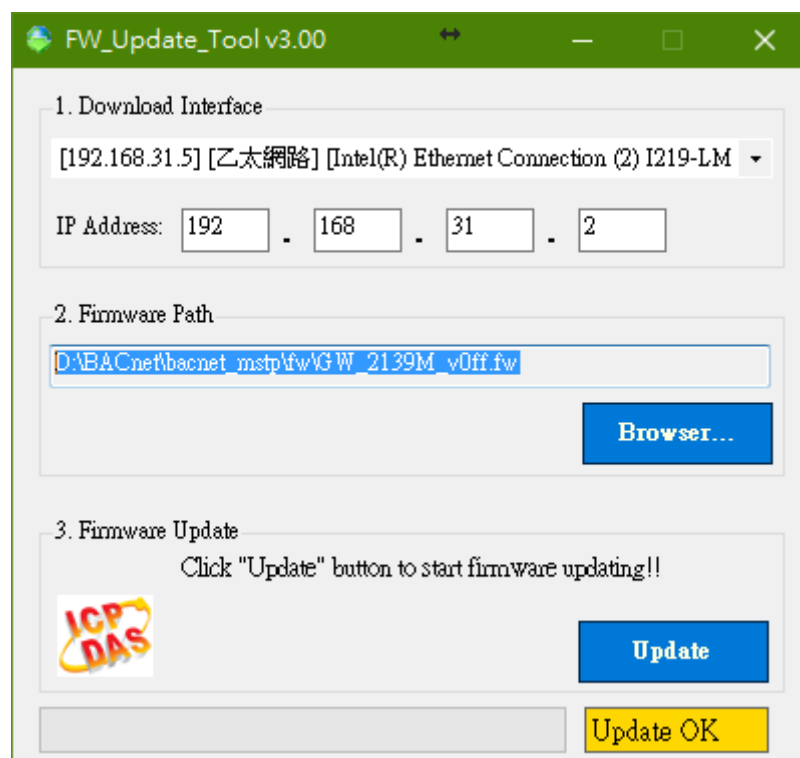 FW_Update_Tool v3.00
1. Download Interface
[192.168.31.5] [乙太網路] [Intel(R) Ethernet Connection (2) I219-LM
IP Address: 192 . 168 . 31 . 2
2. Firmware Path
D:\BACnet\bacnet_mstp\fw\GW_2139M_v0ff.fw
Browser...
3. Firmware Update
Click "Update" button to start firmware updating!!
ICP
DAS
Update
Update OK